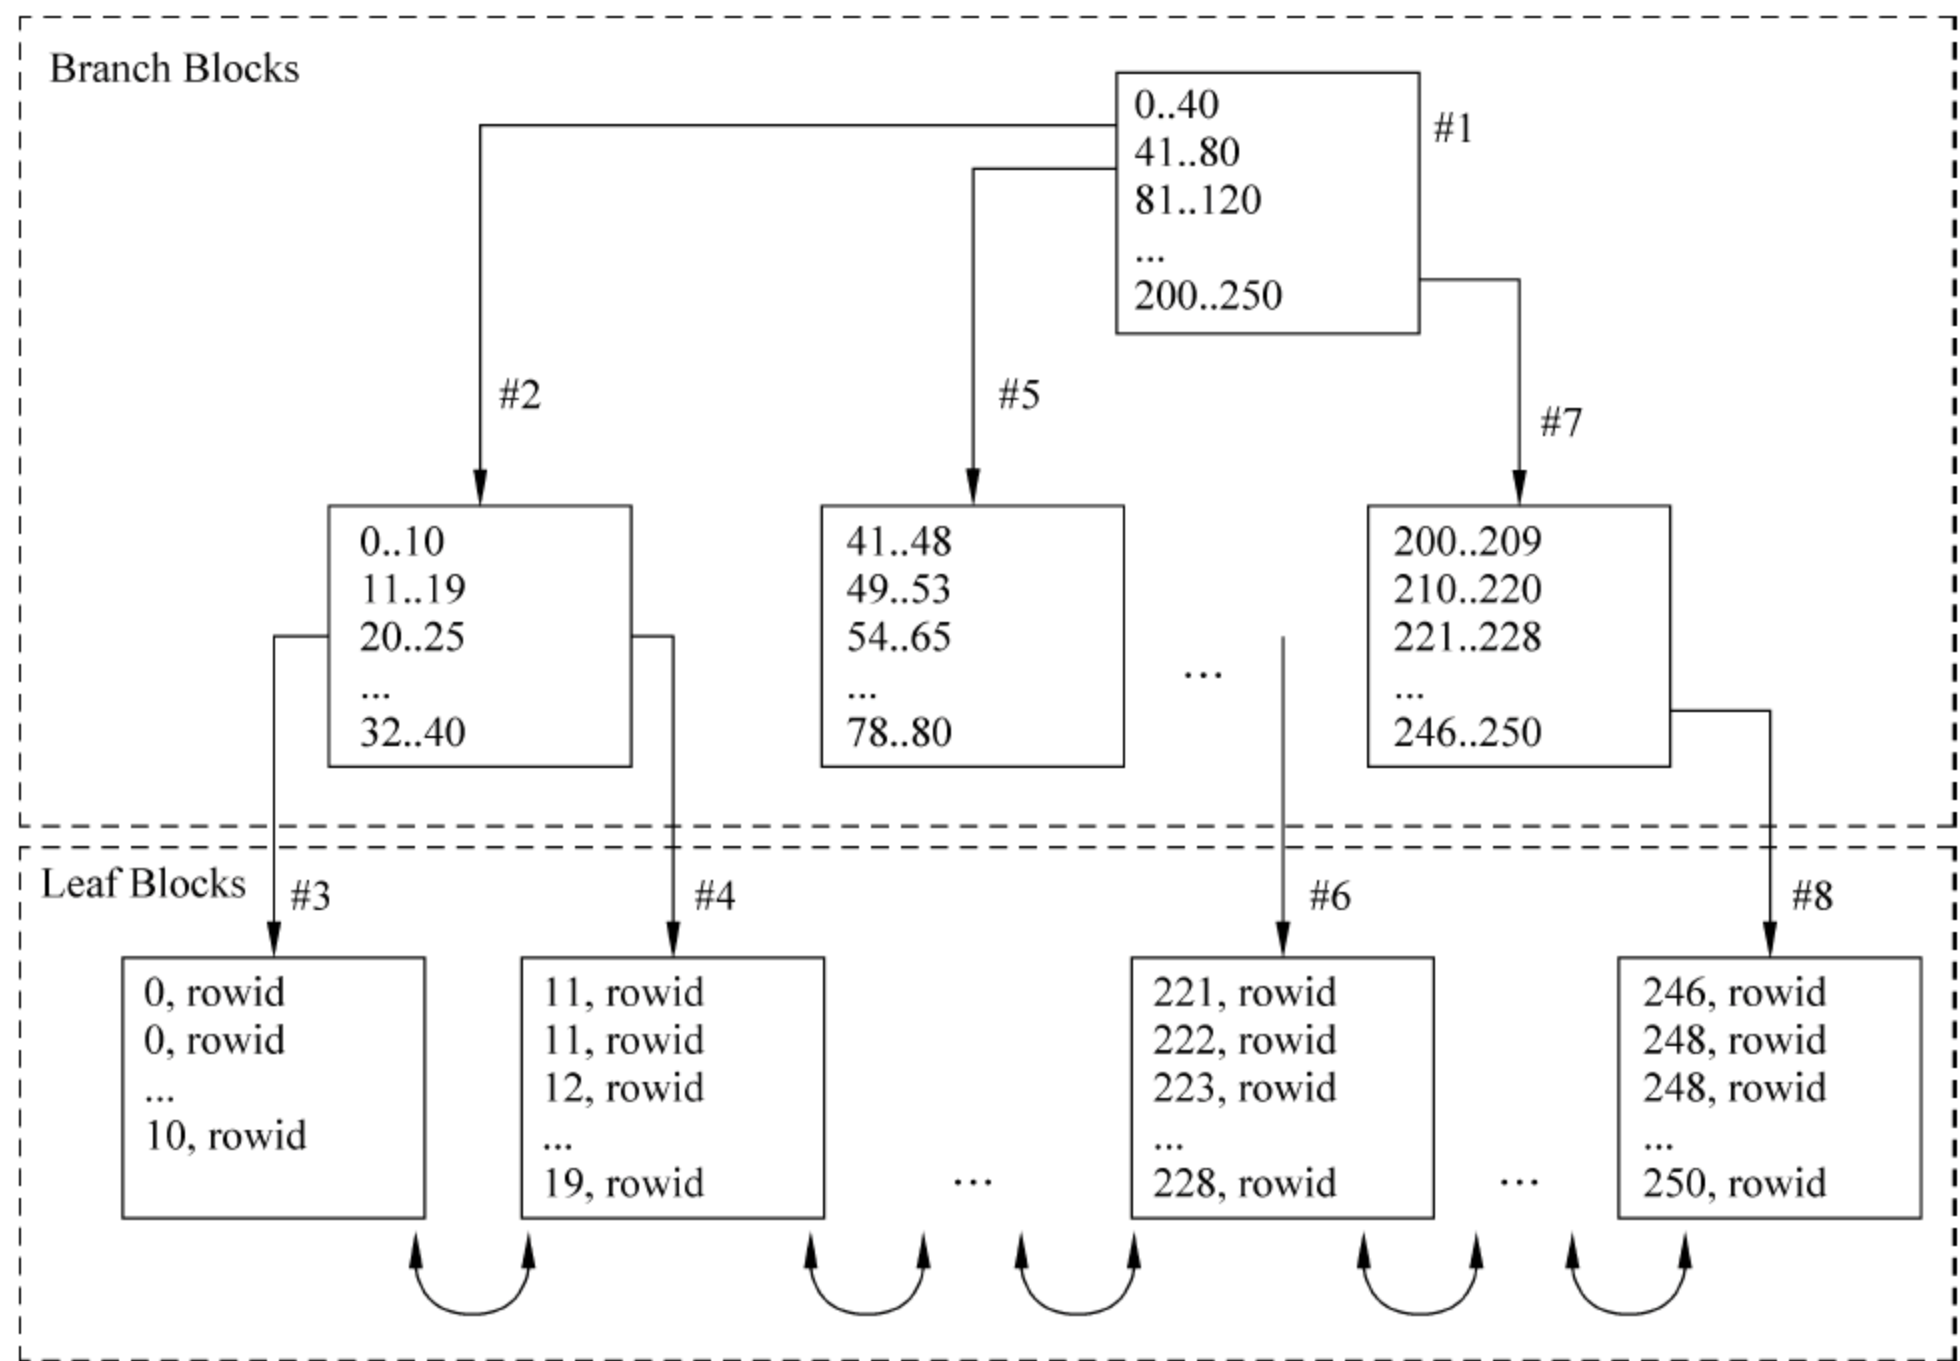 Branch Blocks
0..40
41..80
81..120
...
200..250
#1
#2
#5
#7
0..10
11..19
20..25
...
32..40
41..48
49..53
54..65
...
78..80
...
200..209
210..220
221..228
...
246..250
Leaf Blocks
#3
#4
#6
#8
0, rowid
0, rowid
...
10, rowid
11, rowid
11, rowid
12, rowid
...
19, rowid
...
221, rowid
222, rowid
223, rowid
...
228, rowid
...
246, rowid
248, rowid
248, rowid
...
250, rowid